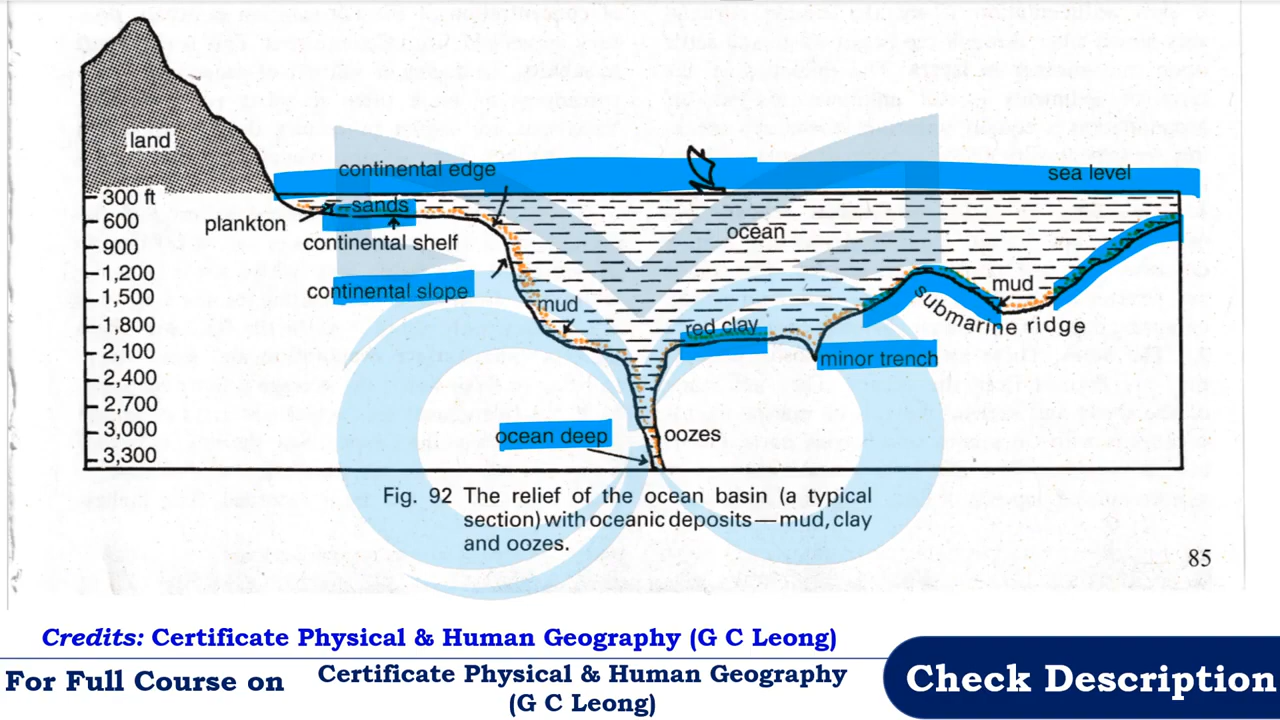 land
continental edge
sea level
300 ft
600
900
1,200
1,500
1,800
2,100
2,400
2,700
3,000
3,300
sands
plankton
continental shelf
ocean
continental slope
mud
mud
red clay
submarine ridge
minor trench
ocean deep
oozes
Fig. 92 The relief of the ocean basin (a typical
section) with oceanic deposits — mud, clay
and oozes.
85
Credits: Certificate Physical & Human Geography (G C Leong)
For Full Course on
Certificate Physical & Human Geography
(G C Leong)
Check Description